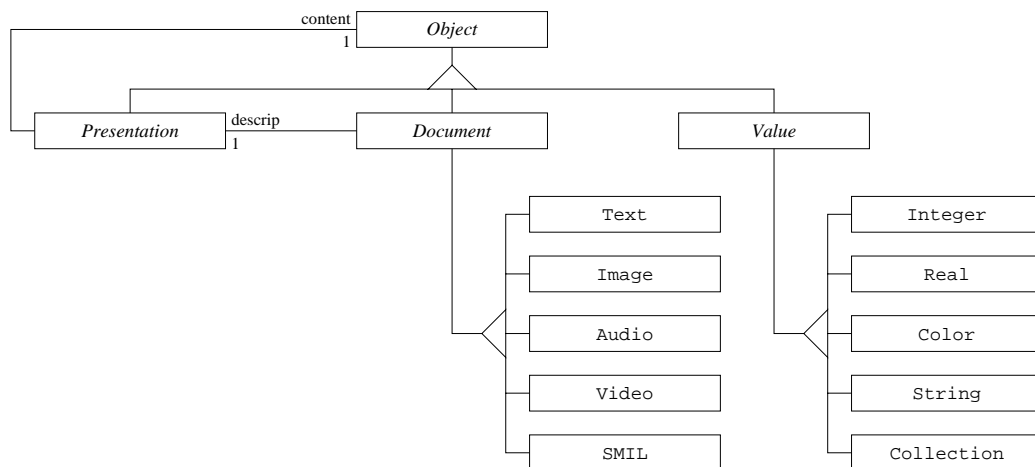 content
Object
1
Presentation
descrip
1
Document
Value
Text
Integer
Image
Real
Audio
Color
Video
String
SMIL
Collection